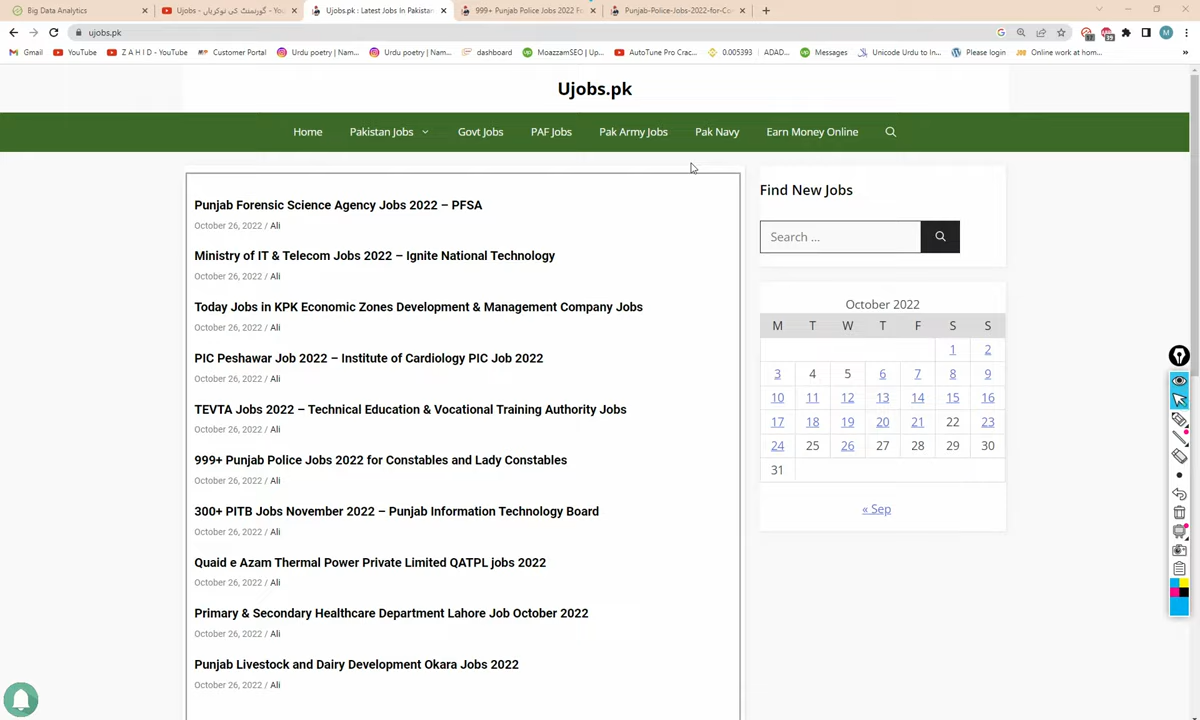 Big Data Analytics
Ujobs - گورنمنٹ کی نوکریاں - You
Ujobs.pk : Latest Jobs In Pakistan
999+ Punjab Police Jobs 2022 Fo
Punjab-Police-Jobs-2022-for-Co
ujobs.pk
Gmail
YouTube
Z A H I D - YouTube
Customer Portal
Urdu poetry | Nam...
Urdu poetry | Nam...
dashboard
MoazzamSEO | Up...
AutoTune Pro Crac...
0.005393 | ADAD...
Messages
Unicode Urdu to In...
Please login
Online work at hom...
Ujobs.pk
Home
Pakistan Jobs
Govt Jobs
PAF Jobs
Pak Army Jobs
Pak Navy
Earn Money Online
Punjab Forensic Science Agency Jobs 2022 – PFSA
October 26, 2022 / Ali
Ministry of IT & Telecom Jobs 2022 – Ignite National Technology
October 26, 2022 / Ali
Today Jobs in KPK Economic Zones Development & Management Company Jobs
October 26, 2022 / Ali
PIC Peshawar Job 2022 – Institute of Cardiology PIC Job 2022
October 26, 2022 / Ali
TEVTA Jobs 2022 – Technical Education & Vocational Training Authority Jobs
October 26, 2022 / Ali
999+ Punjab Police Jobs 2022 for Constables and Lady Constables
October 26, 2022 / Ali
300+ PITB Jobs November 2022 – Punjab Information Technology Board
October 26, 2022 / Ali
Quaid e Azam Thermal Power Private Limited QATPL jobs 2022
October 26, 2022 / Ali
Primary & Secondary Healthcare Department Lahore Job October 2022
October 26, 2022 / Ali
Punjab Livestock and Dairy Development Okara Jobs 2022
October 26, 2022 / Ali
Find New Jobs
Search ...
October 2022
M T W T F S S
1 2
3 4 5 6 7 8 9
10 11 12 13 14 15 16
17 18 19 20 21 22 23
24 25 26 27 28 29 30
31
« Sep